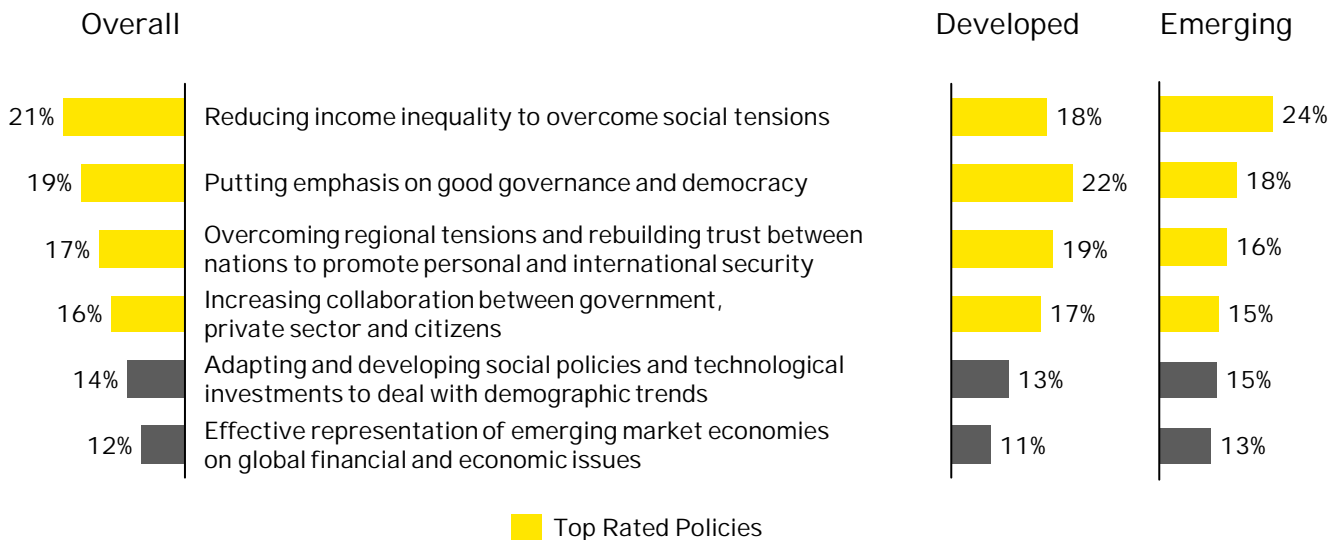 Overall
Developed
Emerging
21%
Reducing income inequality to overcome social tensions
18%
24%
19%
Putting emphasis on good governance and democracy
22%
18%
17%
Overcoming regional tensions and rebuilding trust between
nations to promote personal and international security
19%
16%
16%
Increasing collaboration between government,
private sector and citizens
17%
15%
14%
Adapting and developing social policies and technological
investments to deal with demographic trends
13%
15%
12%
Effective representation of emerging market economies
on global financial and economic issues
11%
13%
Top Rated Policies